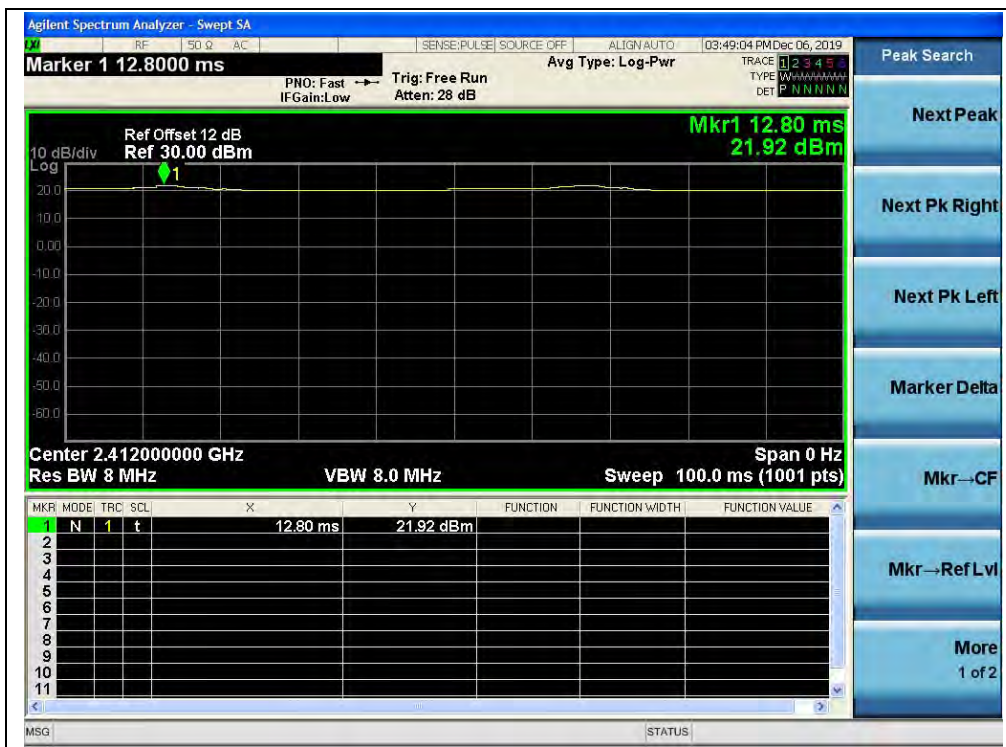 Agilent Spectrum Analyzer - Swept SA
LXI RF 50 Ω AC SENSE:PULSE SOURCE OFF ALIGN AUTO 03:49:04 PM Dec 06, 2019
Marker 1 12.8000 ms
PNO: Fast
IFGain:Low
Trig: Free Run
Atten: 28 dB
Avg Type: Log-Pwr
TRACE 1 2 3 4 5 6
TYPE
DET P N N N N N
Ref Offset 12 dB
Ref 30.00 dBm
10 dB/div
Log
Mkr1 12.80 ms
21.92 dBm
1
20.0
10.0
0.00
-10.0
-20.0
-30.0
-40.0
-50.0
-60.0
Center 2.412000000 GHz
Span 0 Hz
Res BW 8 MHz
VBW 8.0 MHz
Sweep 100.0 ms (1001 pts)
MKR MODE TRC SCL X Y FUNCTION FUNCTION WIDTH FUNCTION VALUE
1 N 1 t 12.80 ms 21.92 dBm
2
3
4
5
6
7
8
9
10
11
MSG
STATUS
Peak Search
Next Peak
Next Pk Right
Next Pk Left
Marker Delta
Mkr→CF
Mkr→Ref Lvl
More
1 of 2